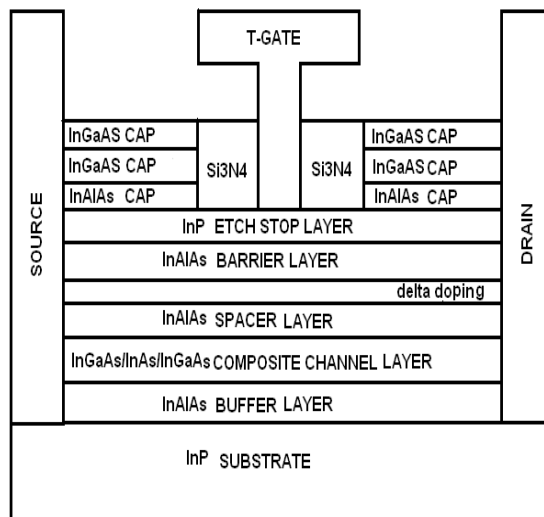 T-GATE
InGaAS CAP
InGaAS CAP
InAlAs CAP
Si3N4
Si3N4
InGaAS CAP
InGaAS CAP
InAlAs CAP
SOURCE
DRAIN
InP ETCH STOP LAYER
InAlAs BARRIER LAYER
delta doping
InAlAs SPACER LAYER
InGaAs/InAs/InGaAs COMPOSITE CHANNEL LAYER
InAlAs BUFFER LAYER
InP SUBSTRATE